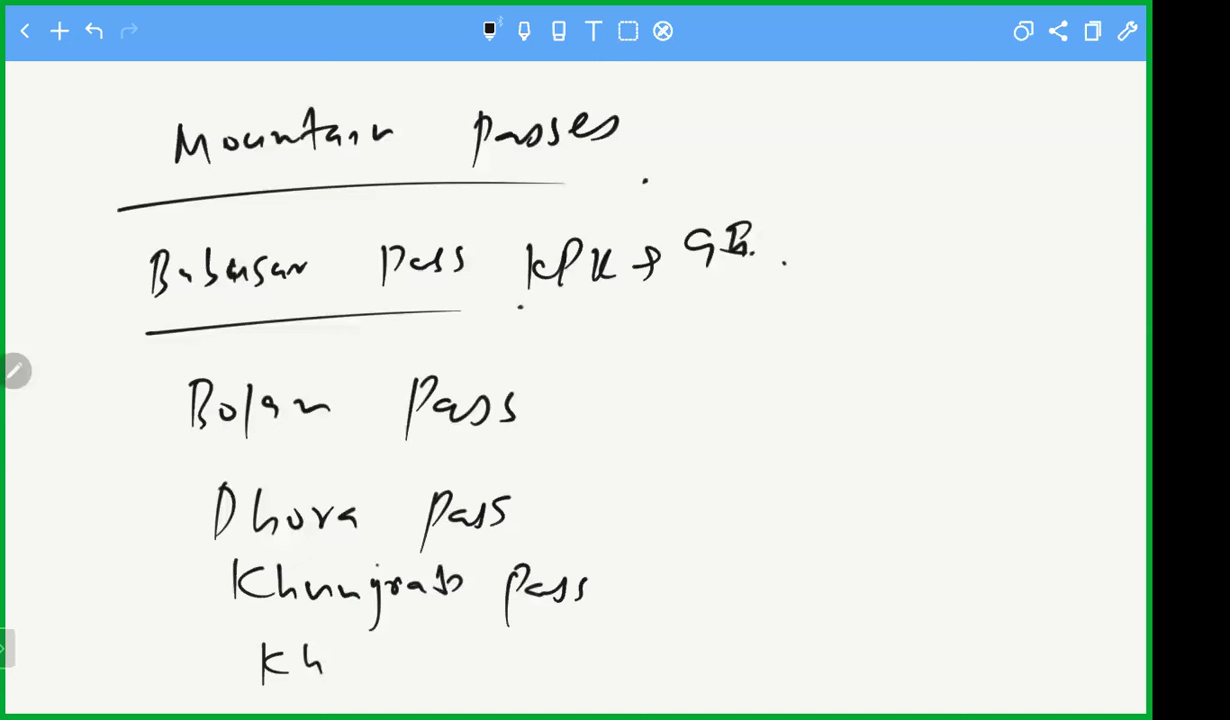 Mountain Passes
Babusar Pass KPK → GB.
Bolan Pass
Dhora Pass
Khunjrab Pass
Kh